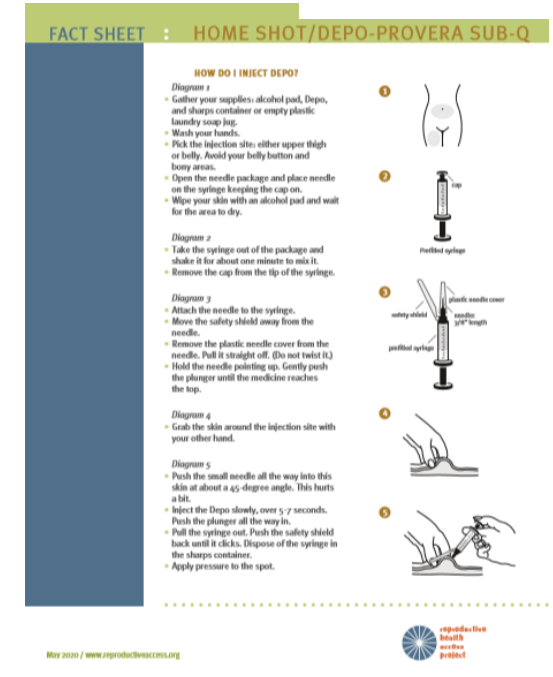 FACT SHEET : HOME SHOT/DEPO-PROVERA SUB-Q
HOW DO I INJECT DEPO?
Diagram 1
• Gather your supplies: alcohol pad, Depo,
and sharps container or empty plastic
laundry soap jug.
• Wash your hands.
• Pick the injection site: either upper thigh
or belly. Avoid your belly button and
bony areas.
• Open the needle package and place needle
on the syringe keeping the cap on.
• Wipe your skin with an alcohol pad and wait
for the area to dry.
Diagram 2
• Take the syringe out of the package and
shake it for about one minute to mix it.
• Remove the cap from the tip of the syringe.
Diagram 3
• Attach the needle to the syringe.
• Move the safety shield away from the
needle.
• Remove the plastic needle cover from the
needle. Pull it straight off. (Do not twist it.)
• Hold the needle pointing up. Gently push
the plunger until the medicine reaches
the top.
Diagram 4
• Grab the skin around the injection site with
your other hand.
Diagram 5
• Push the small needle all the way into this
skin at about a 45-degree angle. This hurts
a bit.
• Inject the Depo slowly, over 5-7 seconds.
Push the plunger all the way in.
• Pull the syringe out. Push the safety shield
back until it clicks. Dispose of the syringe in
the sharps container.
• Apply pressure to the spot.
1
2
cap
Prefilled syringe
3
plastic needle cover
safety shield
needle:
3/8" length
prefilled syringe
4
5
May 2020 / www.reproductiveaccess.org
reproductive
health
access
project